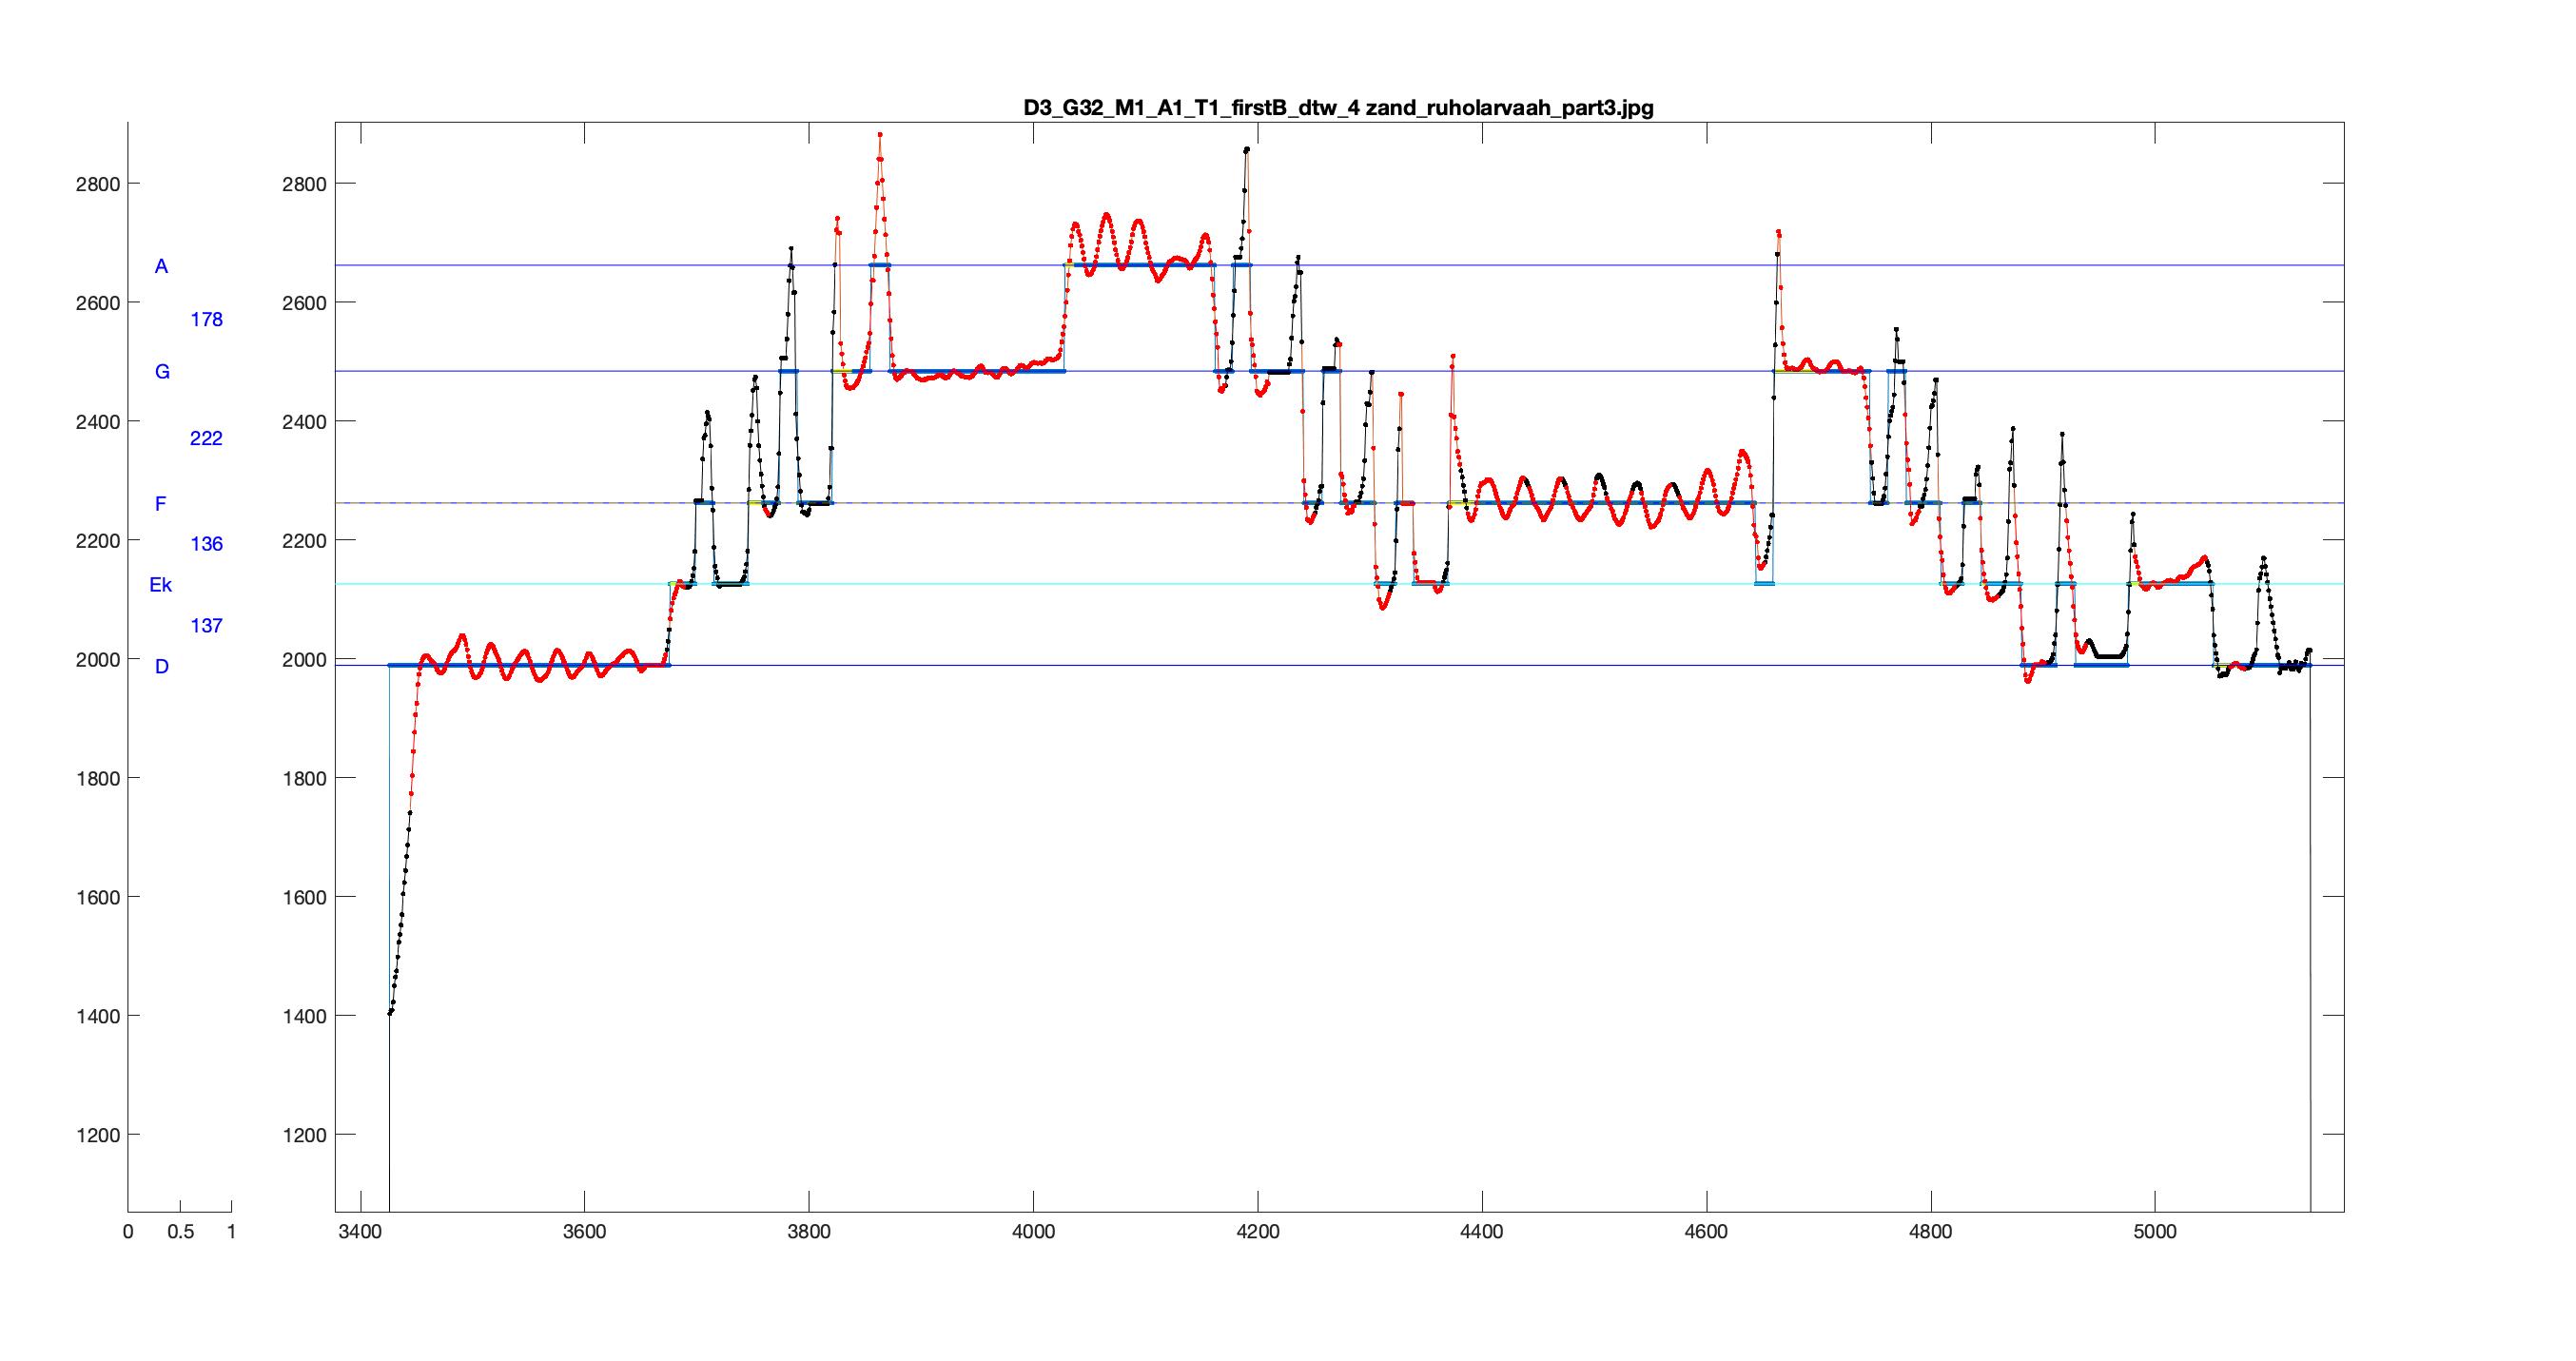 D3_G32_M1_A1_T1_firstB_dtw_4 zand_ruholarvaah_part3.jpg
2800 2800
A
2600 178 2600
G
2400 222 2400
F
2200 136 2200
Ek
137
2000 D 2000
1800 1800
1600 1600
1400 1400
1200 1200
0 0.5 1 3400 3600 3800 4000 4200 4400 4600 4800 5000